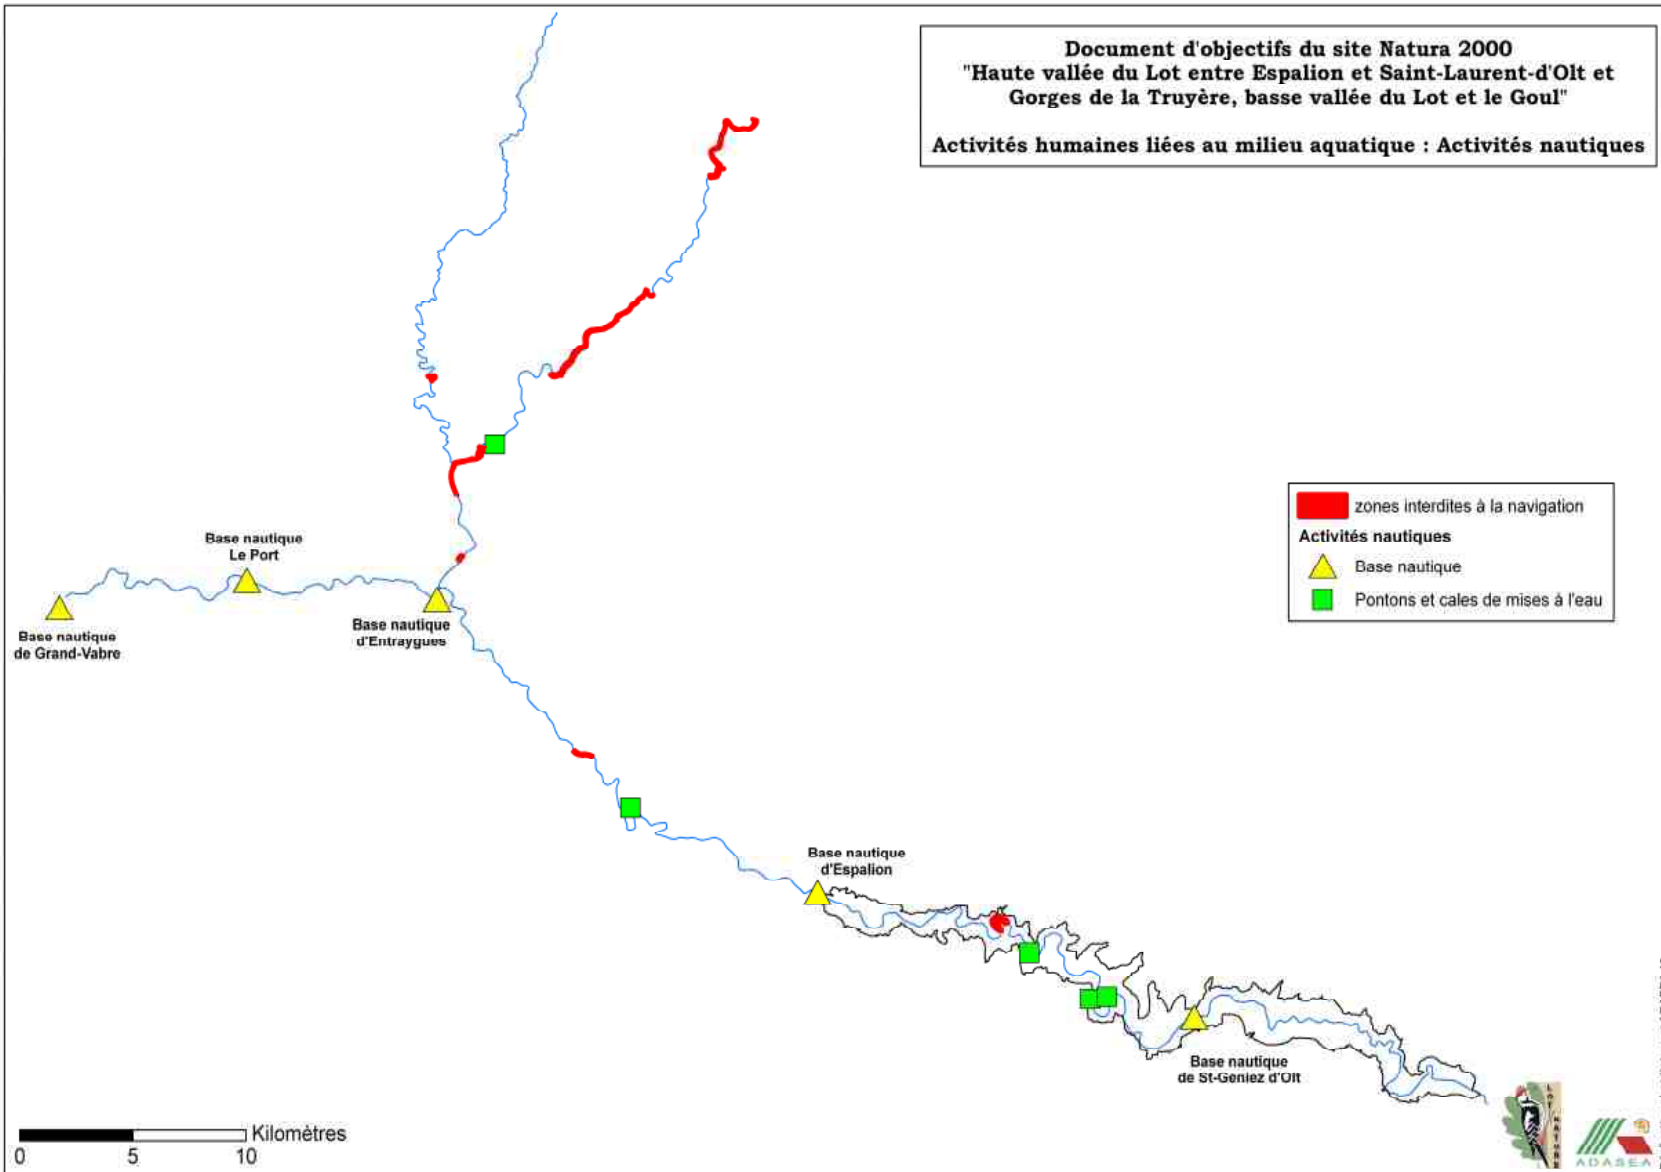 Document d'objectifs du site Natura 2000
"Haute vallée du Lot entre Espalion et Saint-Laurent-d'Olt et
Gorges de la Truyère, basse vallée du Lot et le Goul"
Activités humaines liées au milieu aquatique : Activités nautiques
zones interdites à la navigation
Activités nautiques
Base nautique
Pontons et cales de mises à l'eau
Base nautique
Le Port
Base nautique
d'Entraygues
Base nautique
de Grand-Vabre
Base nautique
d'Espalion
Base nautique
de St-Géniez d'Olt
Kilomètres
0 5 10
LOT NATURE
ADASEA